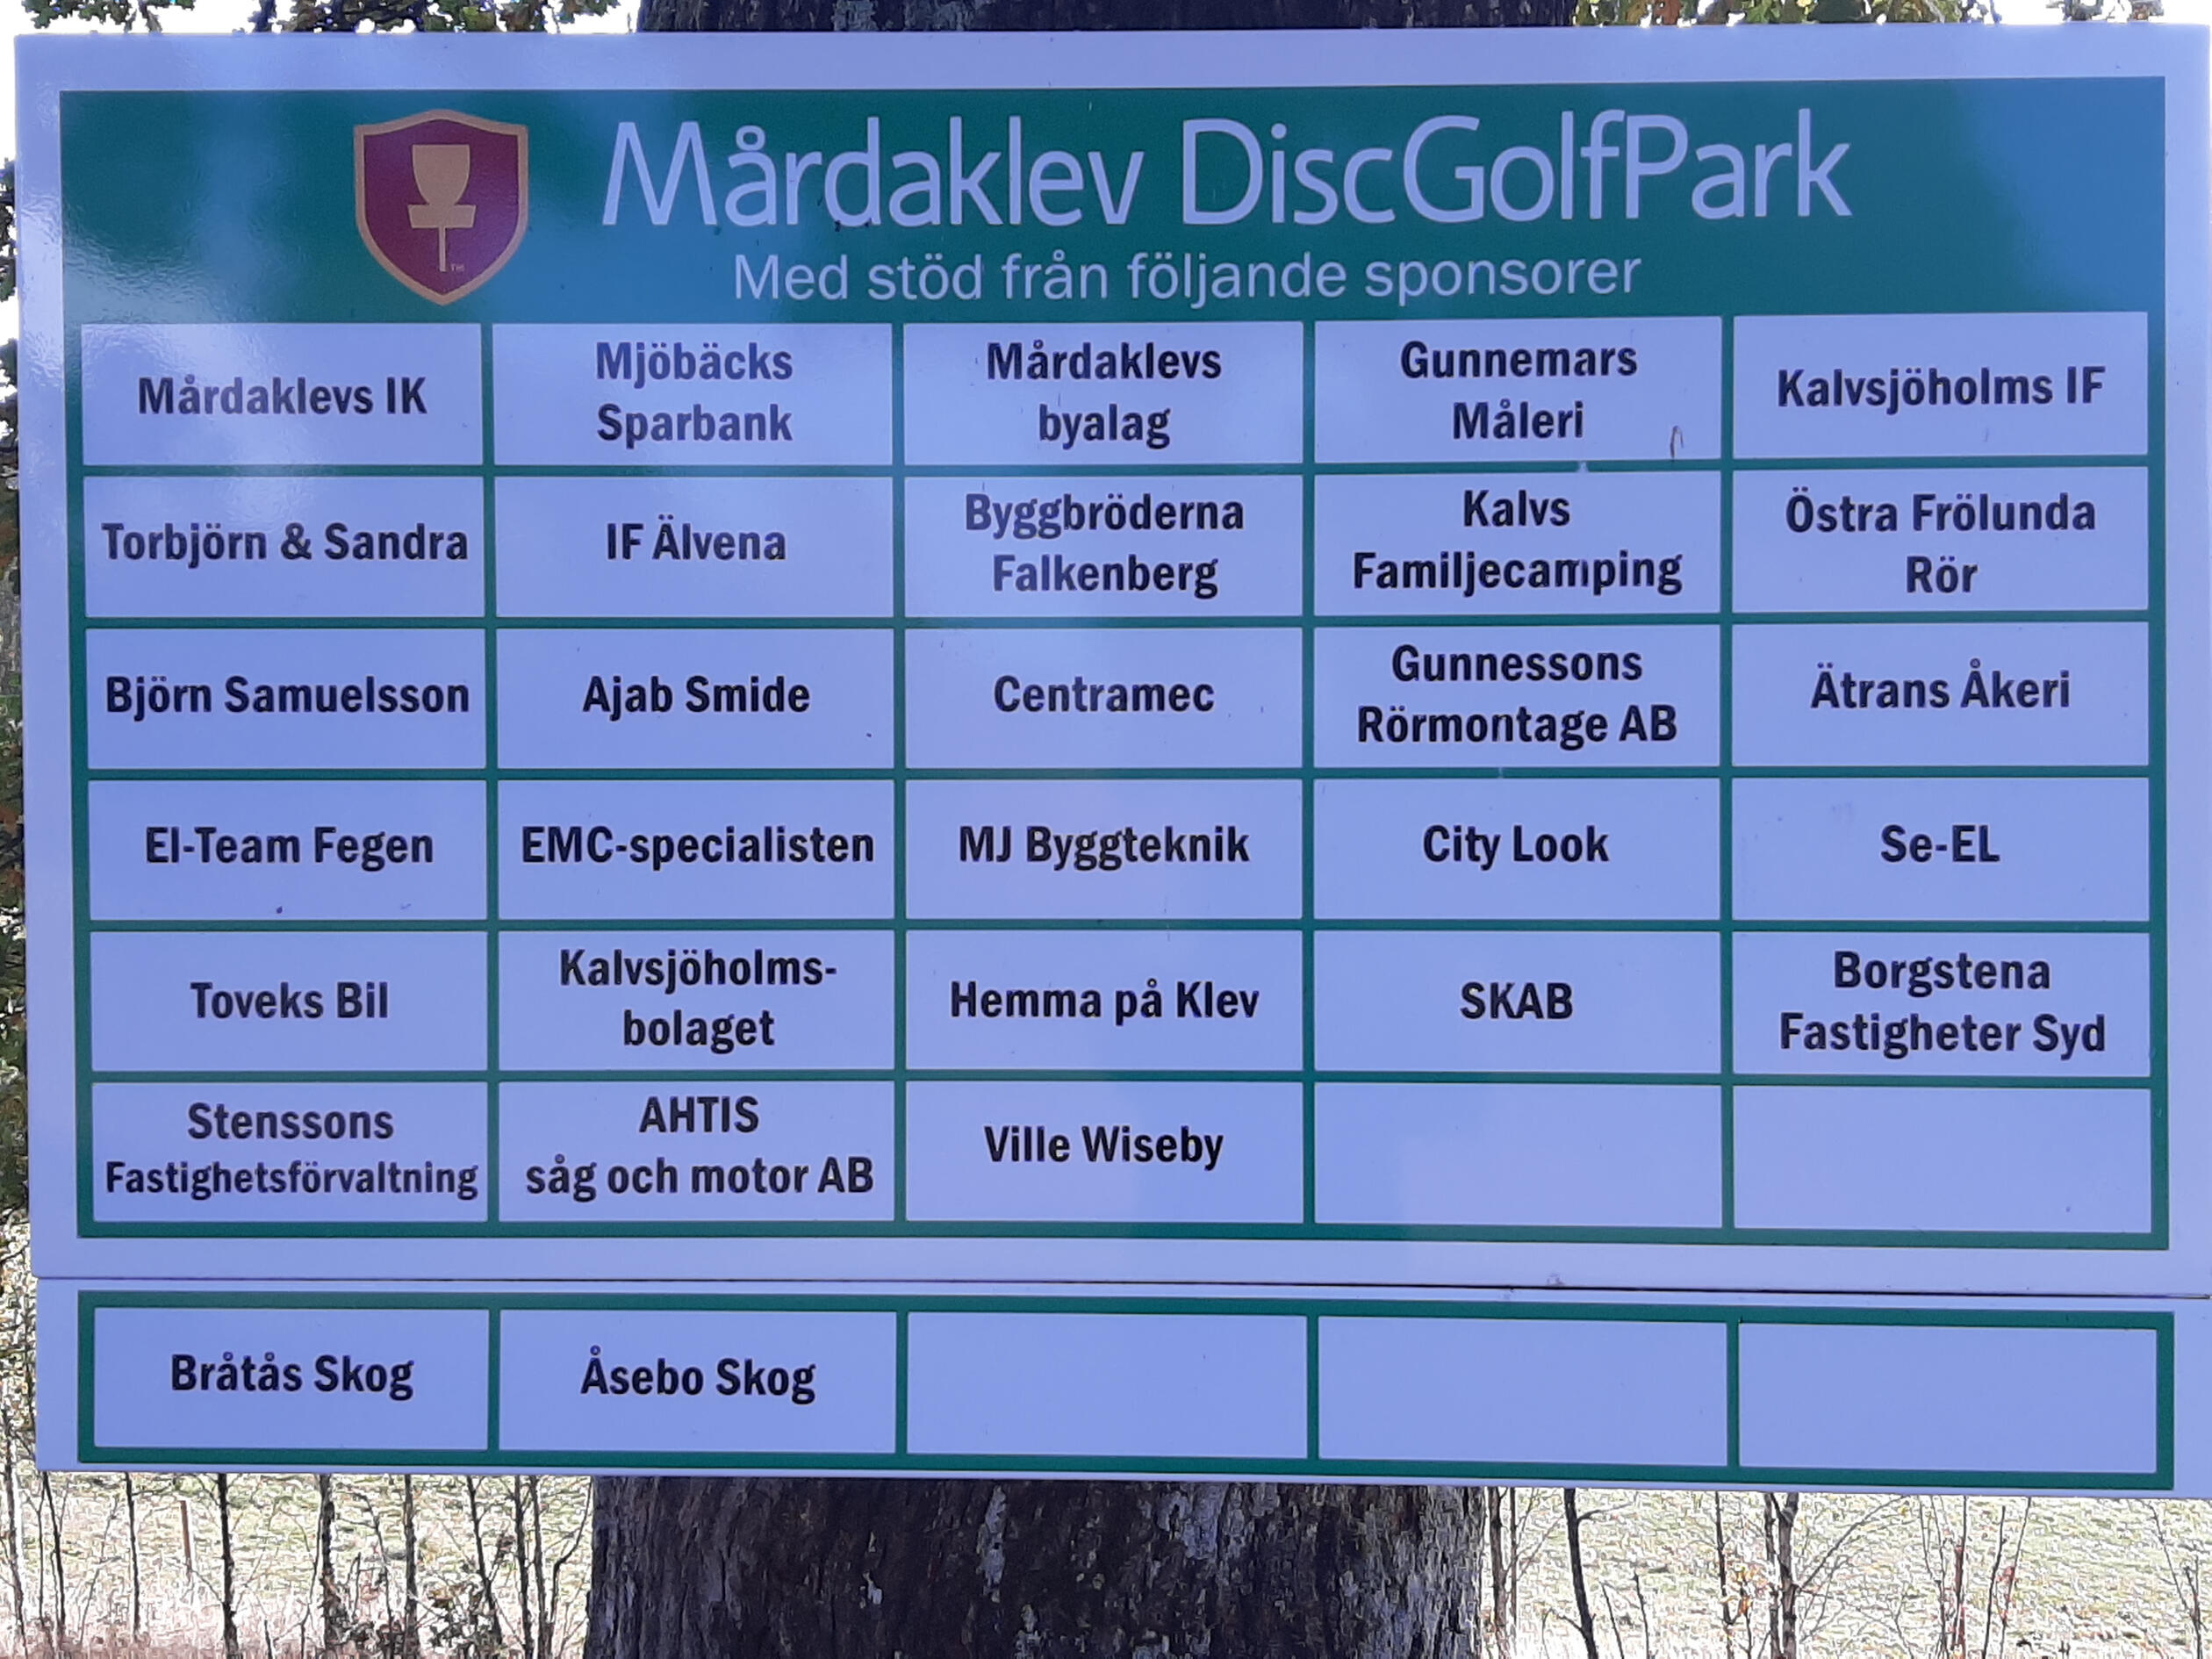 Mårdaklev DiscGolfPark
Med stöd från följande sponsorer
Mårdaklevs IK
Mjöbäcks
Sparbank
Mårdaklevs
byalag
Gunnemars
Måleri
Kalvsjöholms IF
Torbjörn & Sandra
IF Älvena
Byggbröderna
Falkenberg
Kalvs
Familjecamping
Östra Frölunda
Rör
Björn Samuelsson
Ajab Smide
Centramec
Gunnessons
Rörmontage AB
Ätrans Åkeri
El-Team Fegen
EMC-specialisten
MJ Byggteknik
City Look
Se-EL
Toveks Bil
Kalvsjöholms-
bolaget
Hemma på Klev
SKAB
Borgstena
Fastigheter Syd
Stenssons
Fastighetsförvaltning
AHTIS
såg och motor AB
Ville Wiseby
Bråtås Skog
Åsebo Skog